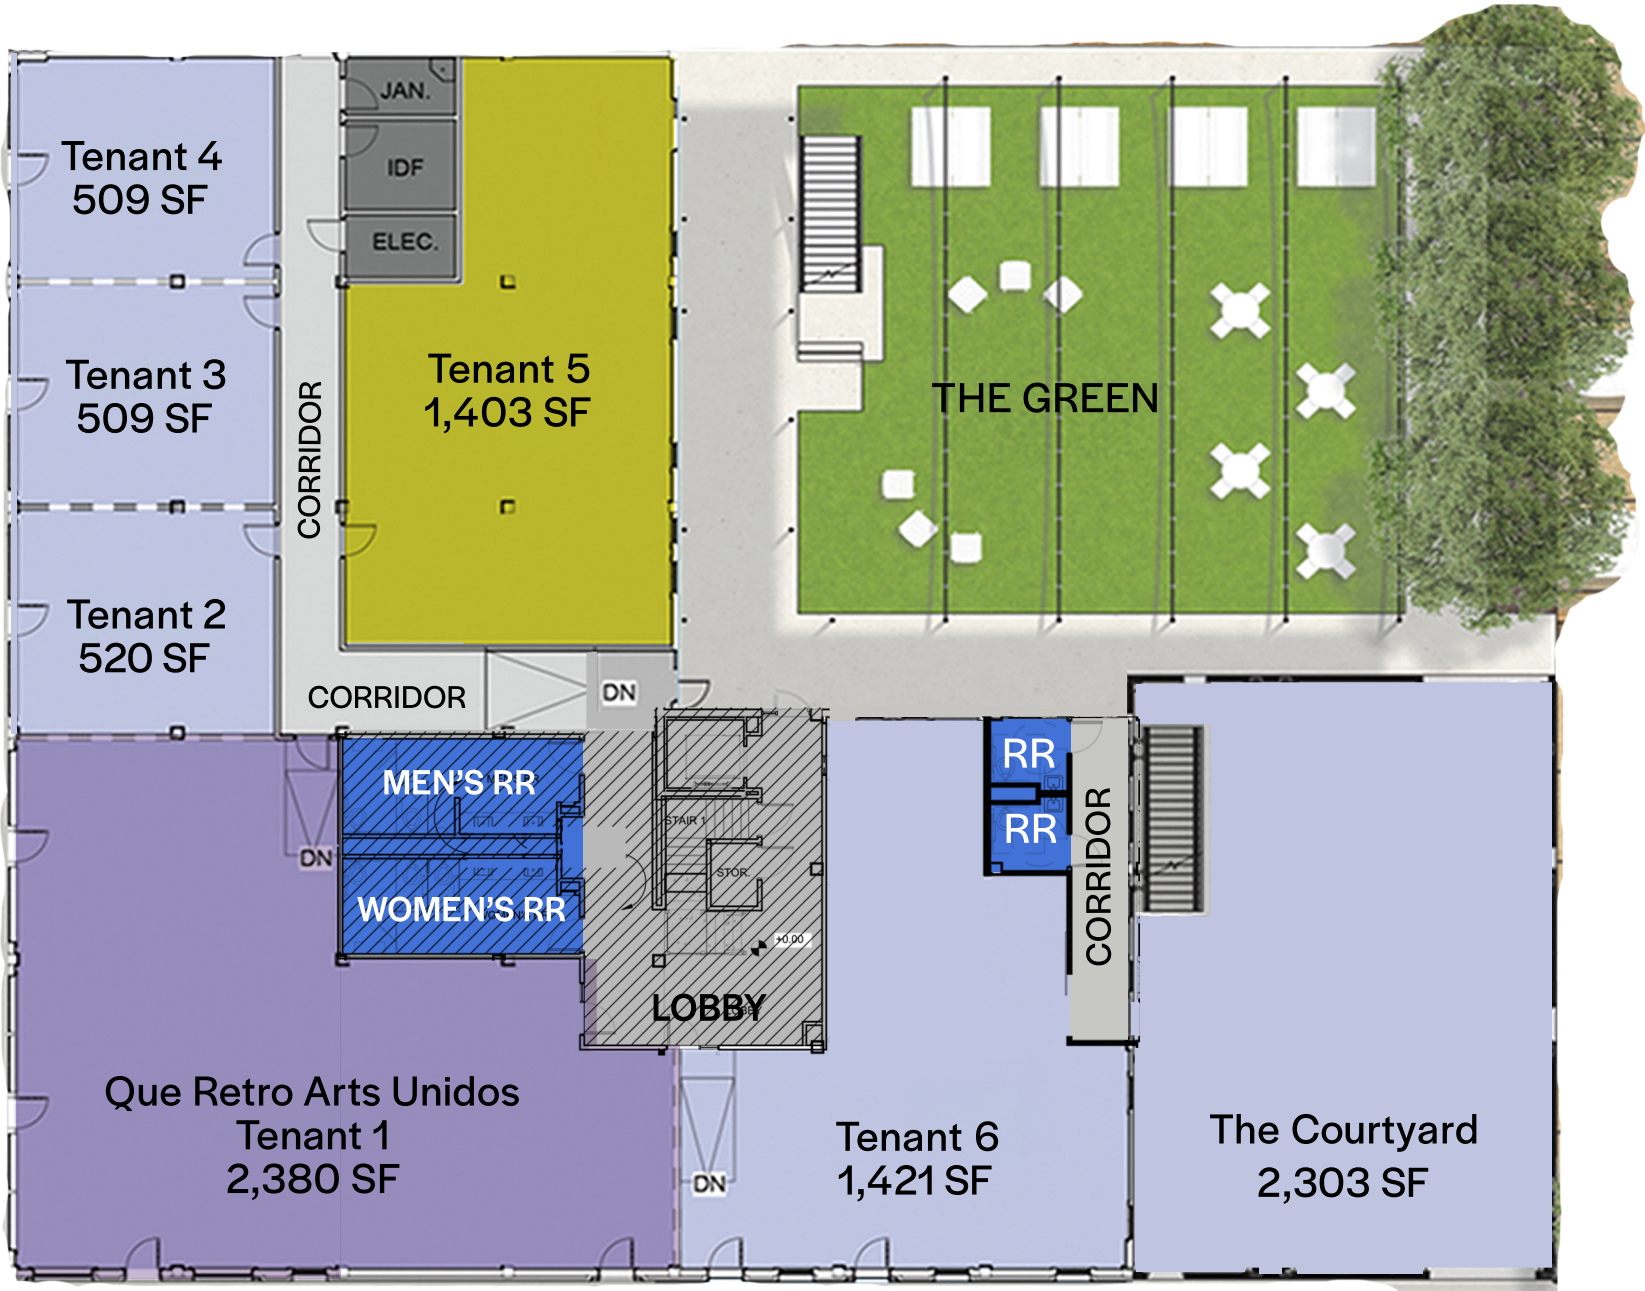 JAN.
Tenant 4
509 SF
IDF
ELEC.
Tenant 3
509 SF
CORRIDOR
Tenant 5
1,403 SF
THE GREEN
Tenant 2
520 SF
CORRIDOR
DN
MEN'S RR
RR
RR
CORRIDOR
STAIR 1
DN
STOR.
WOMEN'S RR
+0.00
LOBBY
Que Retro Arts Unidos
Tenant 1
2,380 SF
DN
Tenant 6
1,421 SF
The Courtyard
2,303 SF